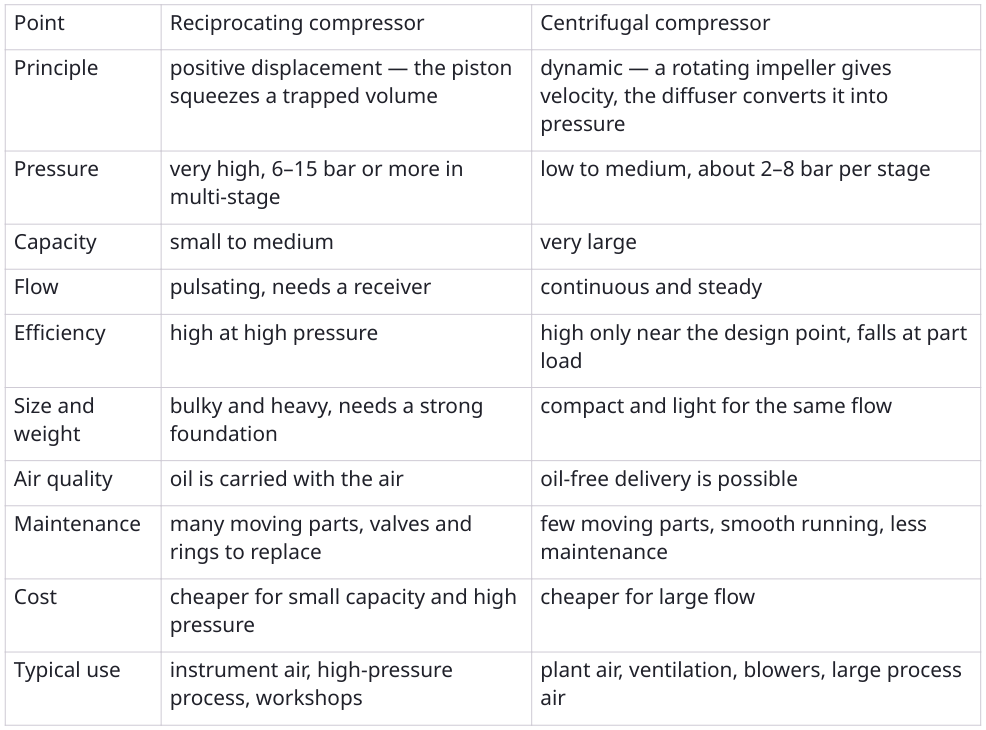 Point
Reciprocating compressor
Centrifugal compressor
Principle
positive displacement — the piston
squeezes a trapped volume
dynamic — a rotating impeller gives
velocity, the diffuser converts it into
pressure
Pressure
very high, 6–15 bar or more in
multi-stage
low to medium, about 2–8 bar per stage
Capacity
small to medium
very large
Flow
pulsating, needs a receiver
continuous and steady
Efficiency
high at high pressure
high only near the design point, falls at part
load
Size and
weight
bulky and heavy, needs a strong
foundation
compact and light for the same flow
Air quality
oil is carried with the air
oil-free delivery is possible
Maintenance
many moving parts, valves and
rings to replace
few moving parts, smooth running, less
maintenance
Cost
cheaper for small capacity and high
pressure
cheaper for large flow
Typical use
instrument air, high-pressure
process, workshops
plant air, ventilation, blowers, large process
air